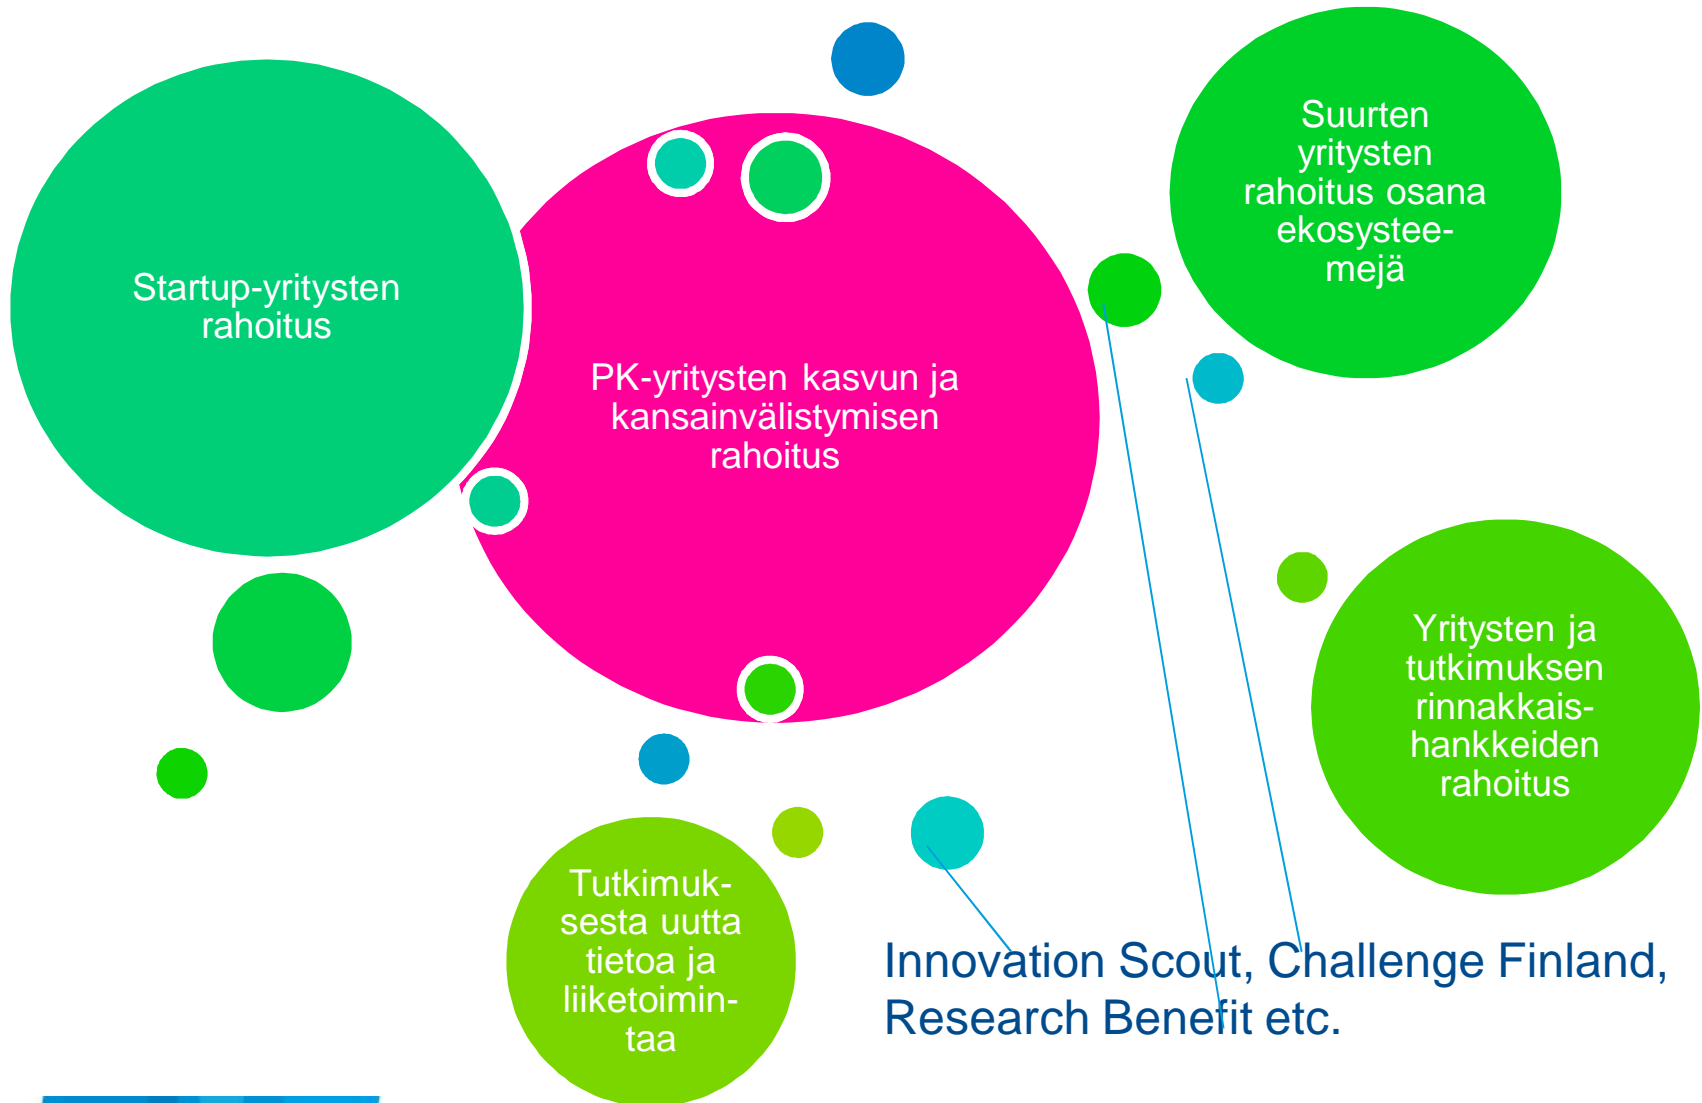 Startup-yritysten
rahoitus
PK-yritysten kasvun ja
kansainvälistymisen
rahoitus
Suurten
yritysten
rahoitus osana
ekosystee-
mejä
Yritysten ja
tutkimuksen
rinnakkais-
hankkeiden
rahoitus
Tutkimuk-
sesta uutta
tietoa ja
liiketoimin-
taa
Innovation Scout, Challenge Finland,
Research Benefit etc.